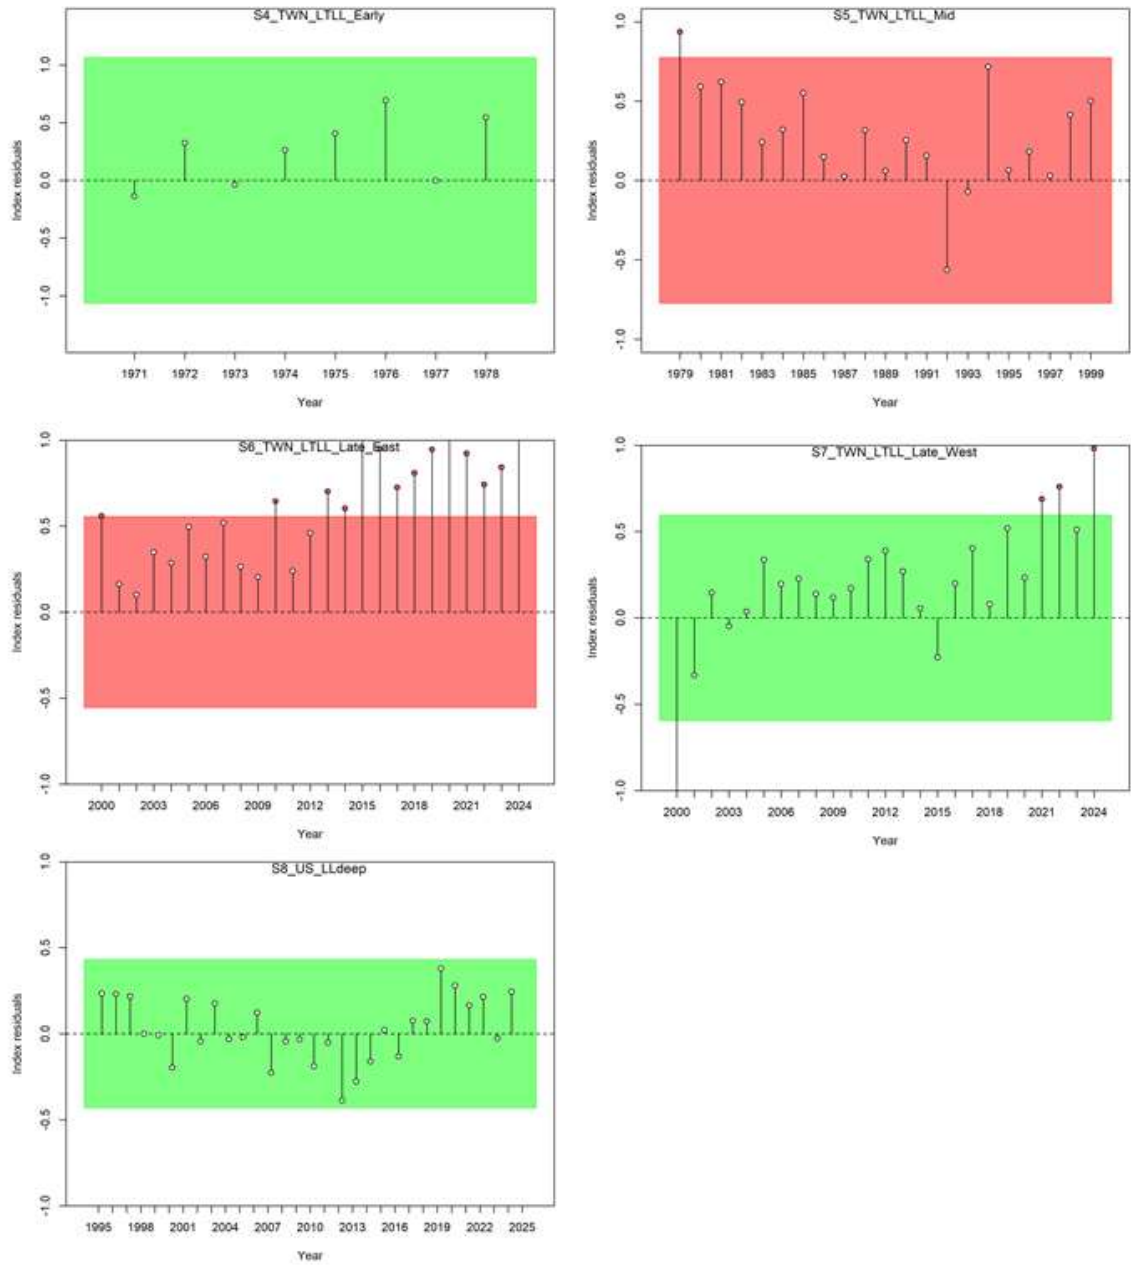 S4_TWN_LTLL_Early
Index residuals
1.0
0.5
0.0
-0.5
-1.0
1971 1972 1973 1974 1975 1976 1977 1978
Year
S5_TWN_LTLL_Mid
Index residuals
1.0
0.5
0.0
-0.5
-1.0
1979 1981 1983 1985 1987 1989 1991 1993 1995 1997 1999
Year
S6_TWN_LTLL_Late_East
Index residuals
1.0
0.5
0.0
-0.5
-1.0
2000 2003 2006 2009 2012 2015 2018 2021 2024
Year
S7_TWN_LTLL_Late_West
Index residuals
1.0
0.5
0.0
-0.5
-1.0
2000 2003 2006 2009 2012 2015 2018 2021 2024
Year
S8_US_LLdeep
Index residuals
1.0
0.5
0.0
-0.5
-1.0
1995 1998 2001 2004 2007 2010 2013 2016 2019 2022 2025
Year